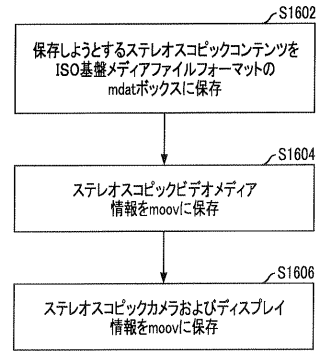 S1602
保存しようとするステレオスコピックコンテンツを
ISO基盤メディアファイルフォーマットの
mdatボックスに保存
S1604
ステレオスコピックビデオメディア
情報をmoovに保存
S1606
ステレオスコピックカメラおよびディスプレイ
情報をmoovに保存